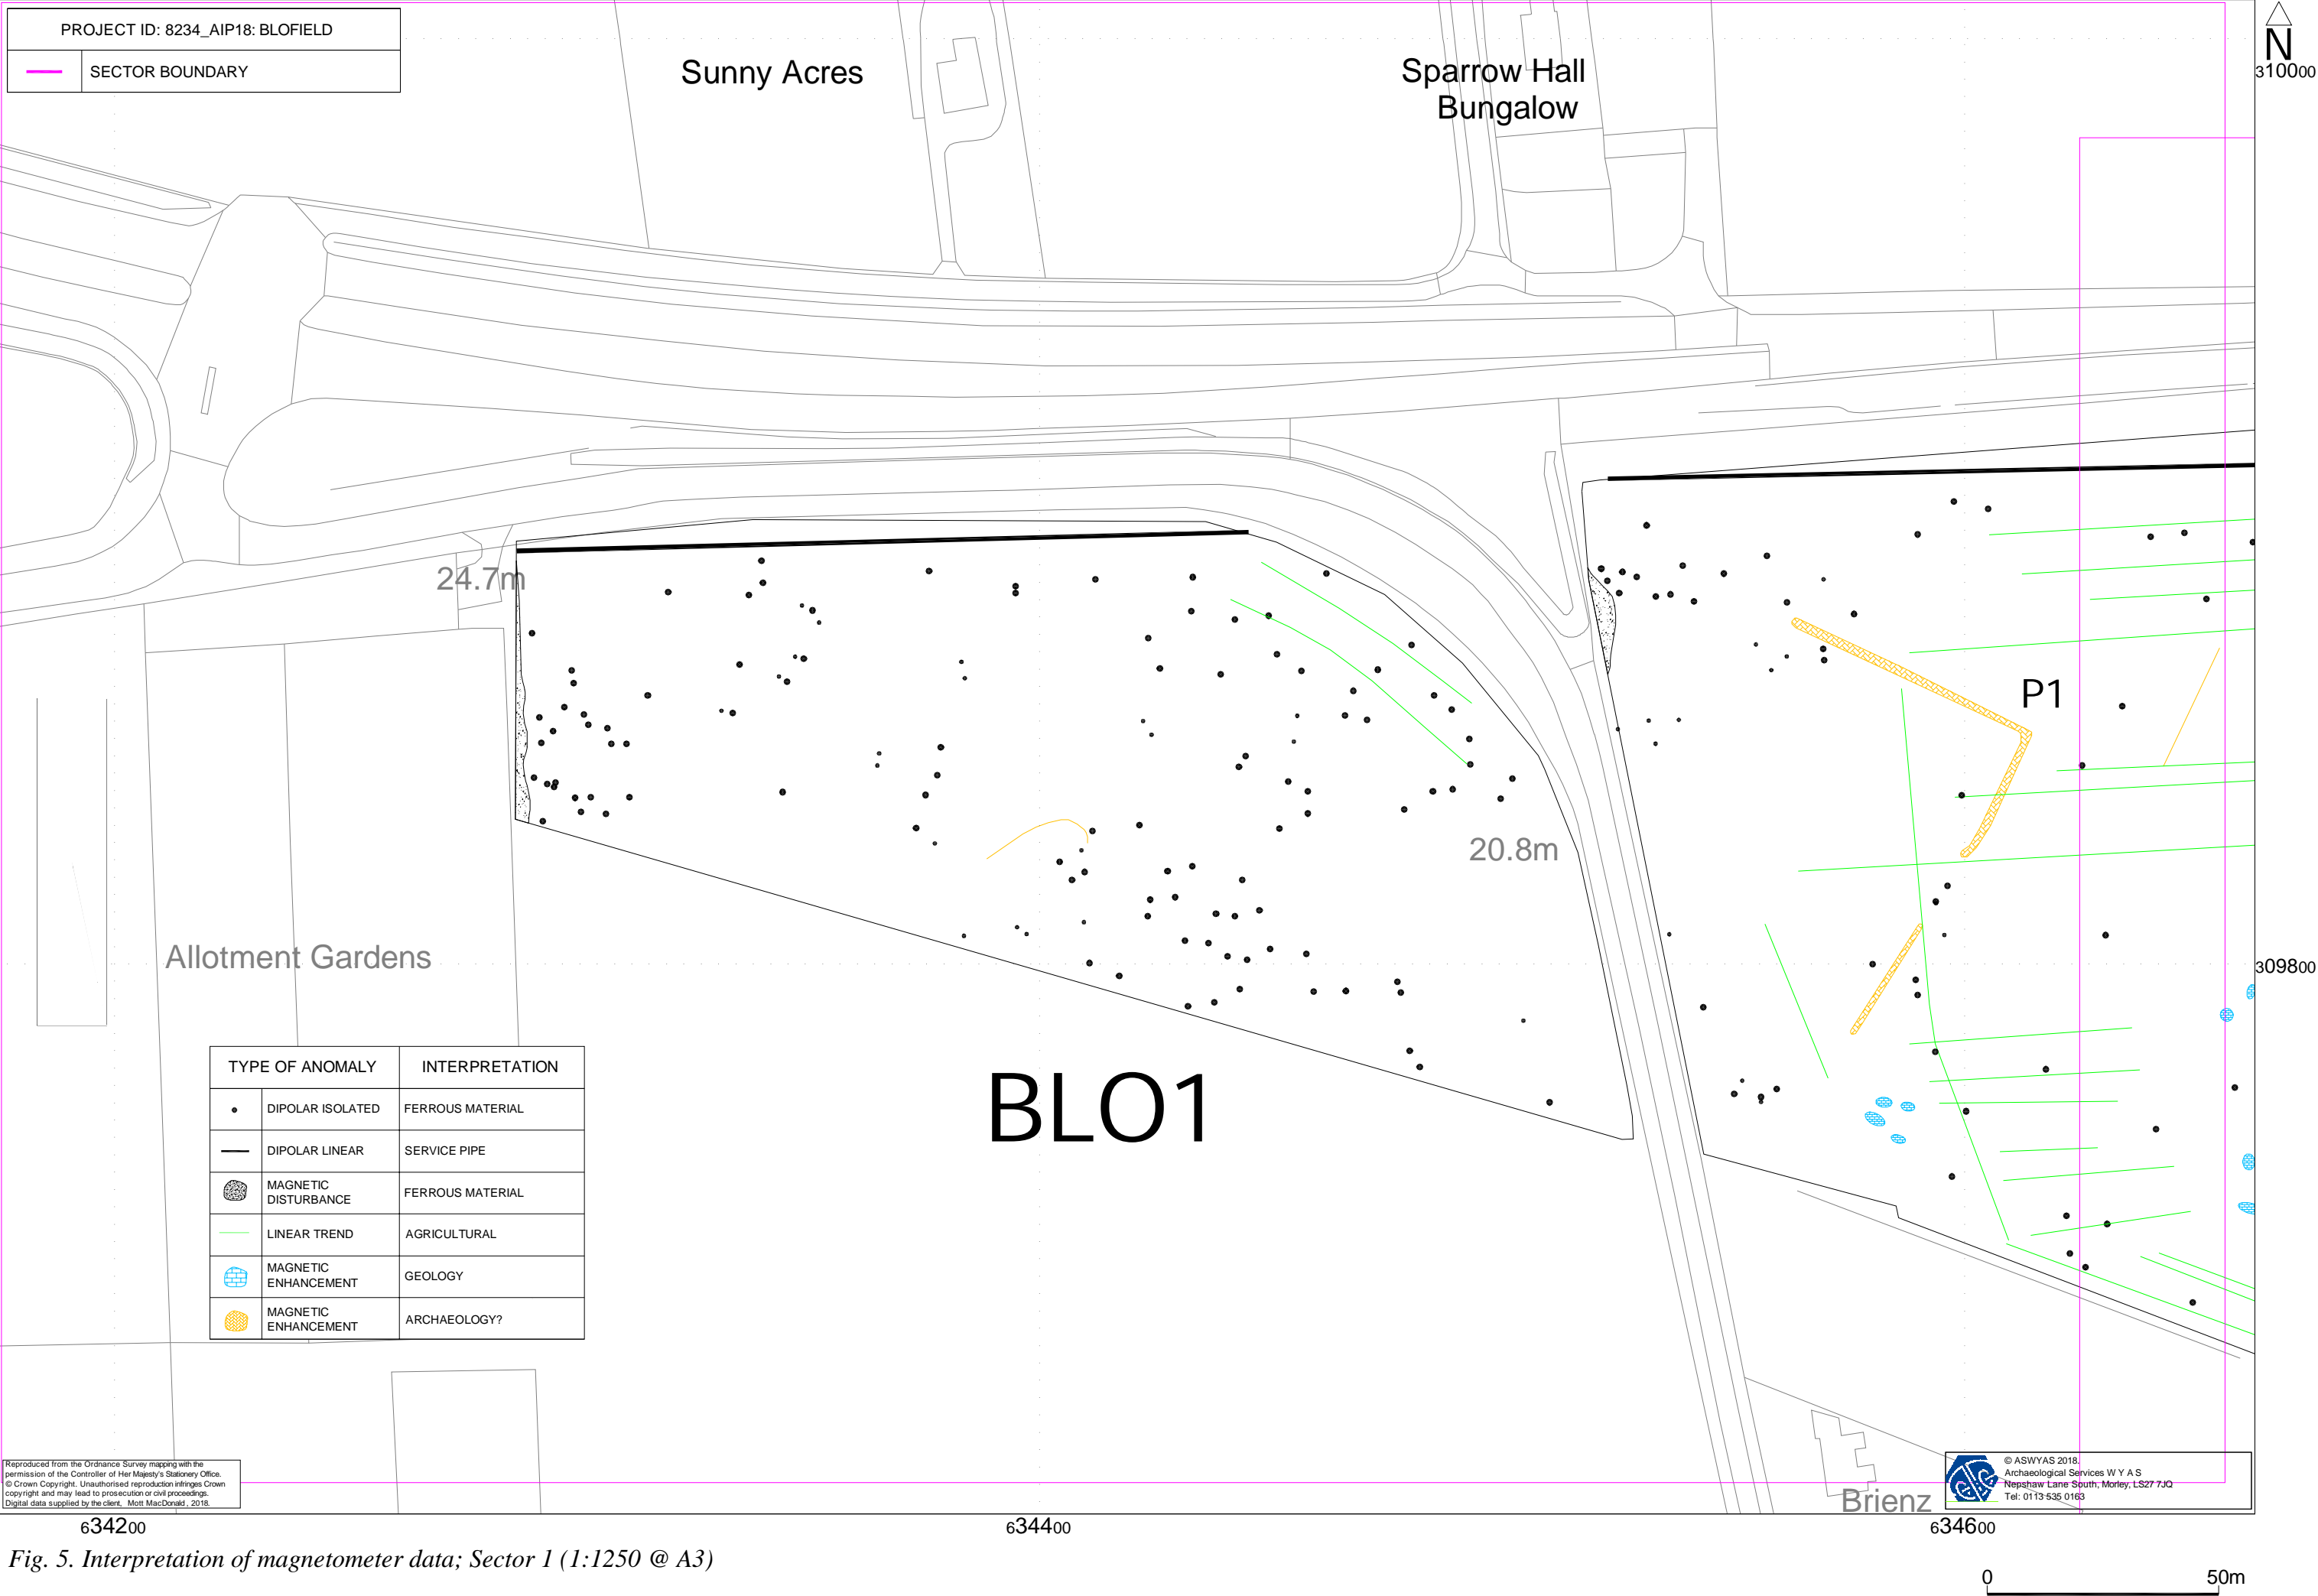 PROJECT ID: 8234_AIP18: BLOFIELD
SECTOR BOUNDARY
Sunny Acres
Sparrow Hall
Bungalow
N
310000
24.7m
P1
20.8m
Allotment Gardens
309800
BLO1
TYPE OF ANOMALY INTERPRETATION
DIPOLAR ISOLATED FERROUS MATERIAL
DIPOLAR LINEAR SERVICE PIPE
MAGNETIC
DISTURBANCE
FERROUS MATERIAL
LINEAR TREND AGRICULTURAL
MAGNETIC
ENHANCEMENT
GEOLOGY
MAGNETIC
ENHANCEMENT
ARCHAEOLOGY?
Reproduced from the Ordnance Survey mapping with the
permission of the Controller of Her Majesty's Stationery Office.
© Crown Copyright. Unauthorised reproduction infringes Crown
copyright and may lead to prosecution or civil proceedings.
Digital data supplied by the client, Mott MacDonald, 2018.
Brienz
© ASWYAS 2018.
Archaeological Services W Y A S
Nepshaw Lane South, Morley, LS27 7JQ
Tel: 0113 535 0163
634200 634400 634600
Fig. 5. Interpretation of magnetometer data; Sector 1 (1:1250 @ A3)
0 50m